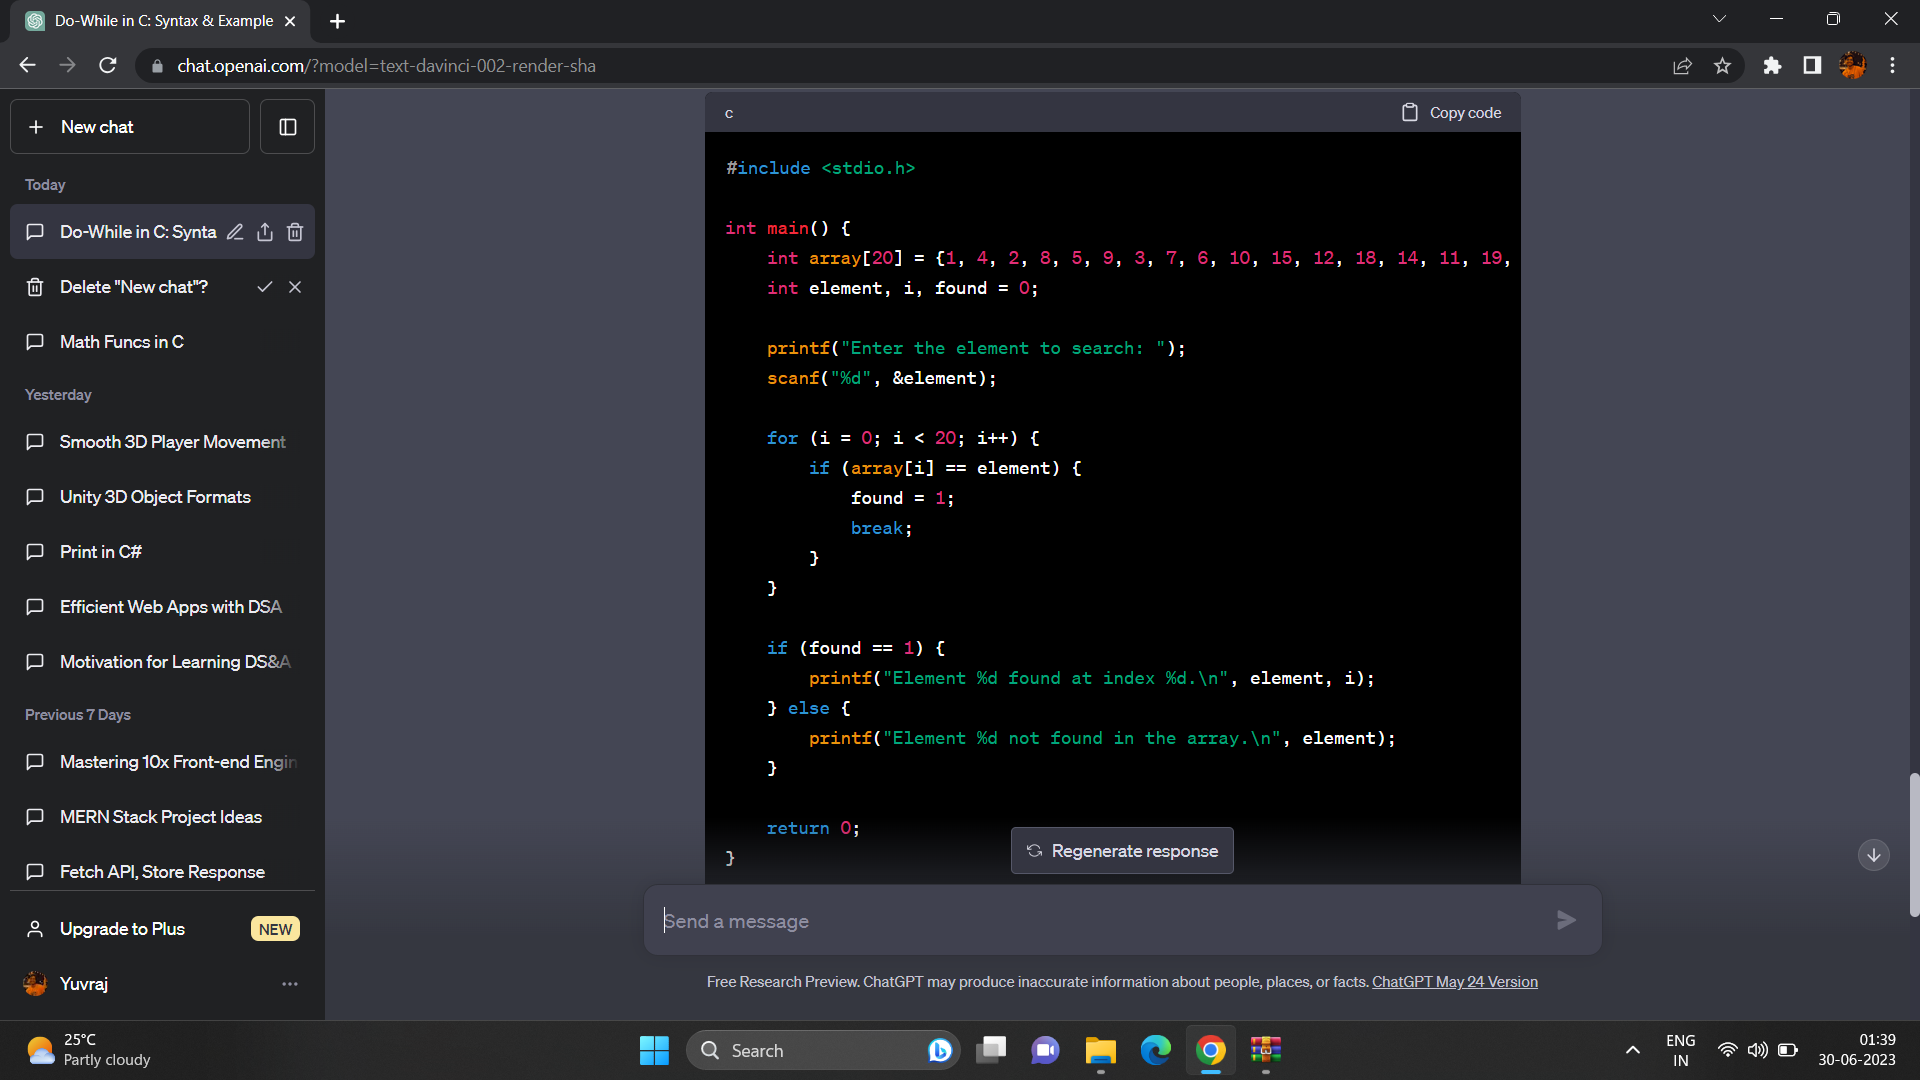 Do-While in C: Syntax & Example
chat.openai.com/?model=text-davinci-002-render-sha
New chat
Today
Do-While in C: Synta
Delete "New chat"?
Math Funcs in C
Yesterday
Smooth 3D Player Movement
Unity 3D Object Formats
Print in C#
Efficient Web Apps with DSA
Motivation for Learning DS&A
Previous 7 Days
Mastering 10x Front-end Engin
MERN Stack Project Ideas
Fetch API, Store Response
Upgrade to Plus NEW
Yuvraj
c Copy code
#include <stdio.h>
int main() {
    int array[20] = {1, 4, 2, 8, 5, 9, 3, 7, 6, 10, 15, 12, 18, 14, 11, 19,
    int element, i, found = 0;
    printf("Enter the element to search: ");
    scanf("%d", &element);
    for (i = 0; i < 20; i++) {
        if (array[i] == element) {
            found = 1;
            break;
        }
    }
    if (found == 1) {
        printf("Element %d found at index %d.\n", element, i);
    } else {
        printf("Element %d not found in the array.\n", element);
    }
    return 0;
}
Regenerate response
Send a message
Free Research Preview. ChatGPT may produce inaccurate information about people, places, or facts. ChatGPT May 24 Version
25°C
Partly cloudy
Search
ENG
IN
01:39
30-06-2023